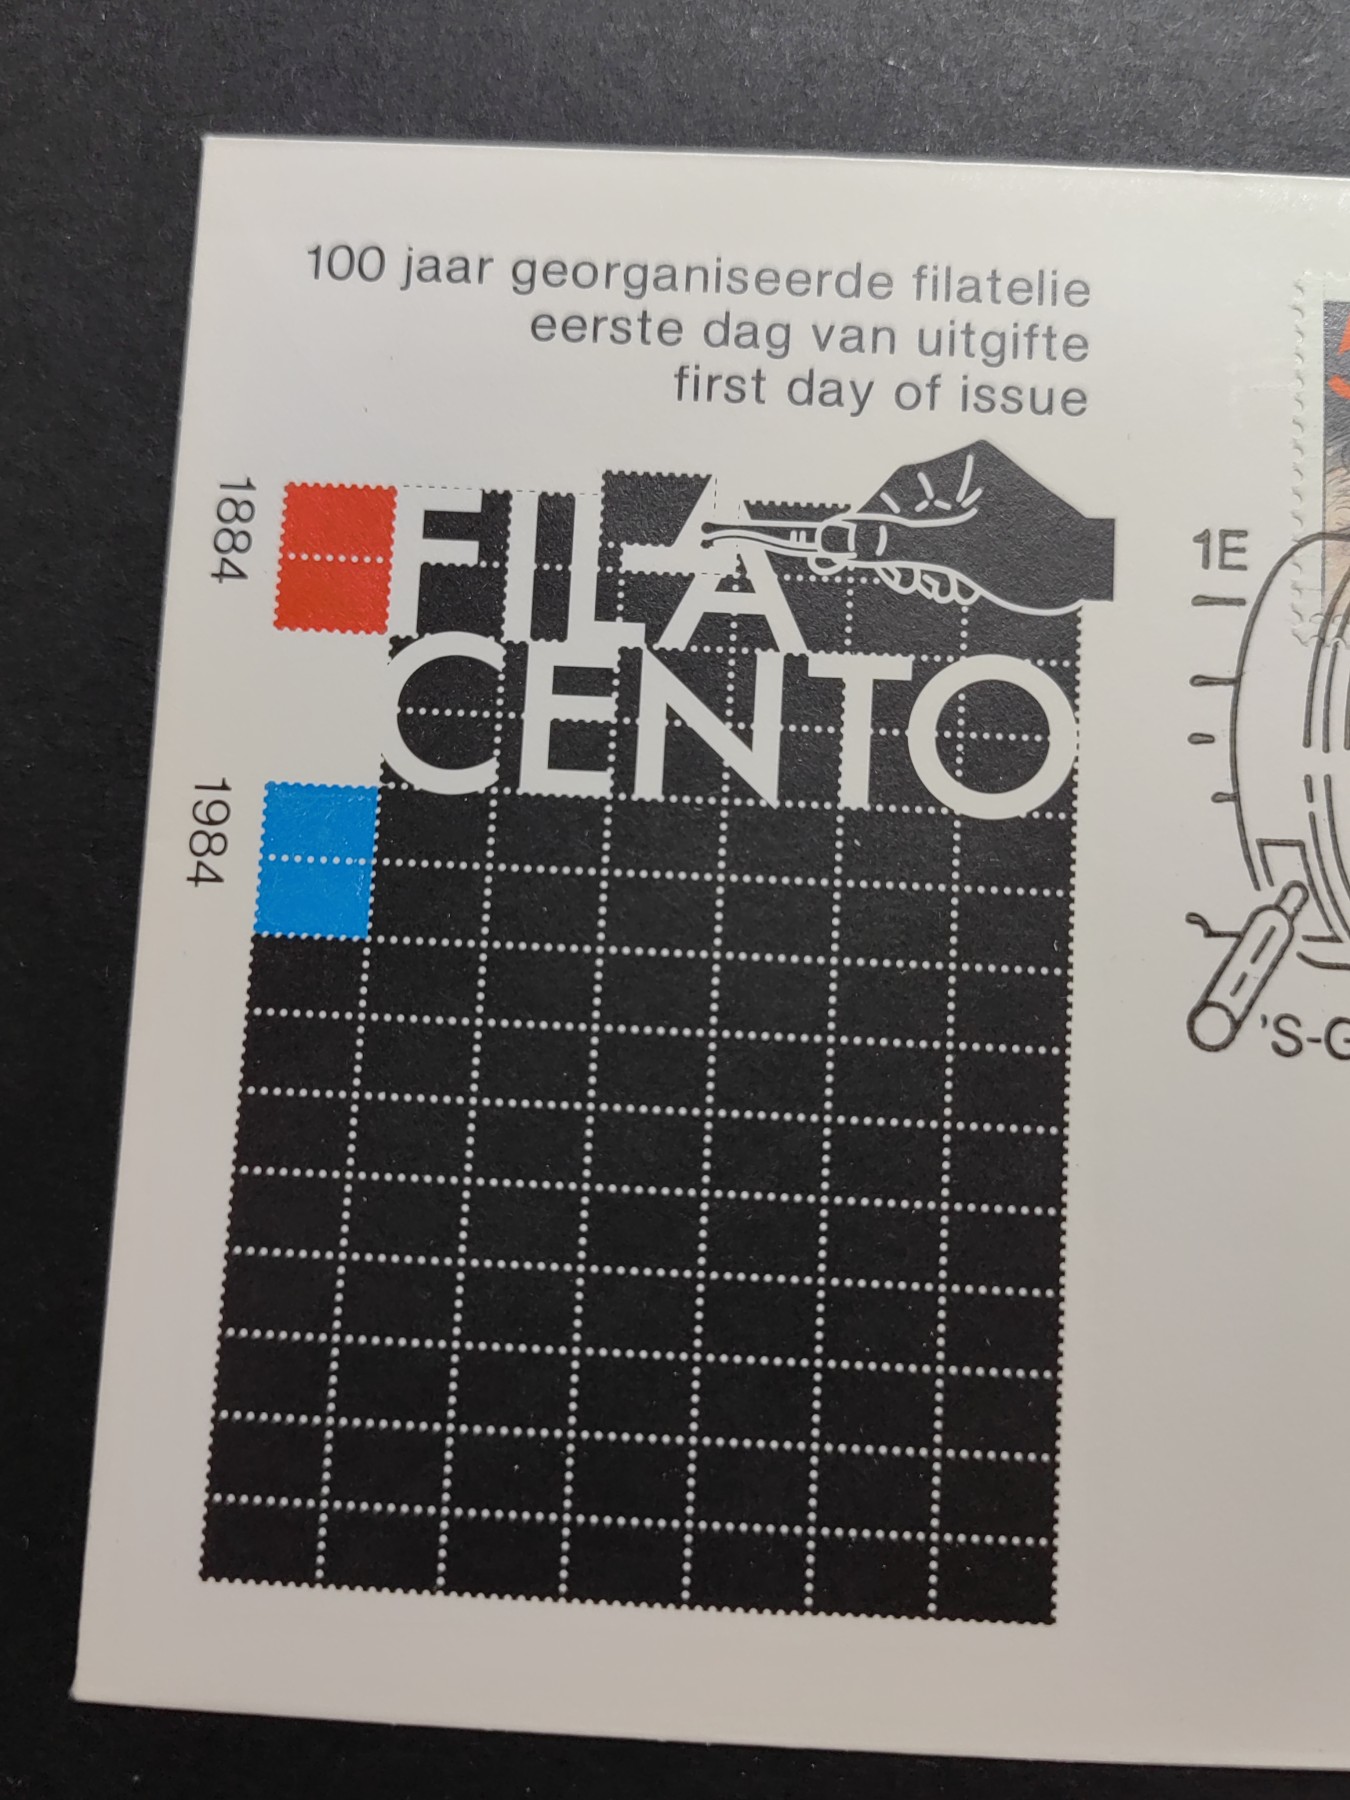 100 jaar georganiseerde filatelie
eerste dag van uitgifte
first day of issue
1884
FILA
CENTO
1984
1E
'S-G